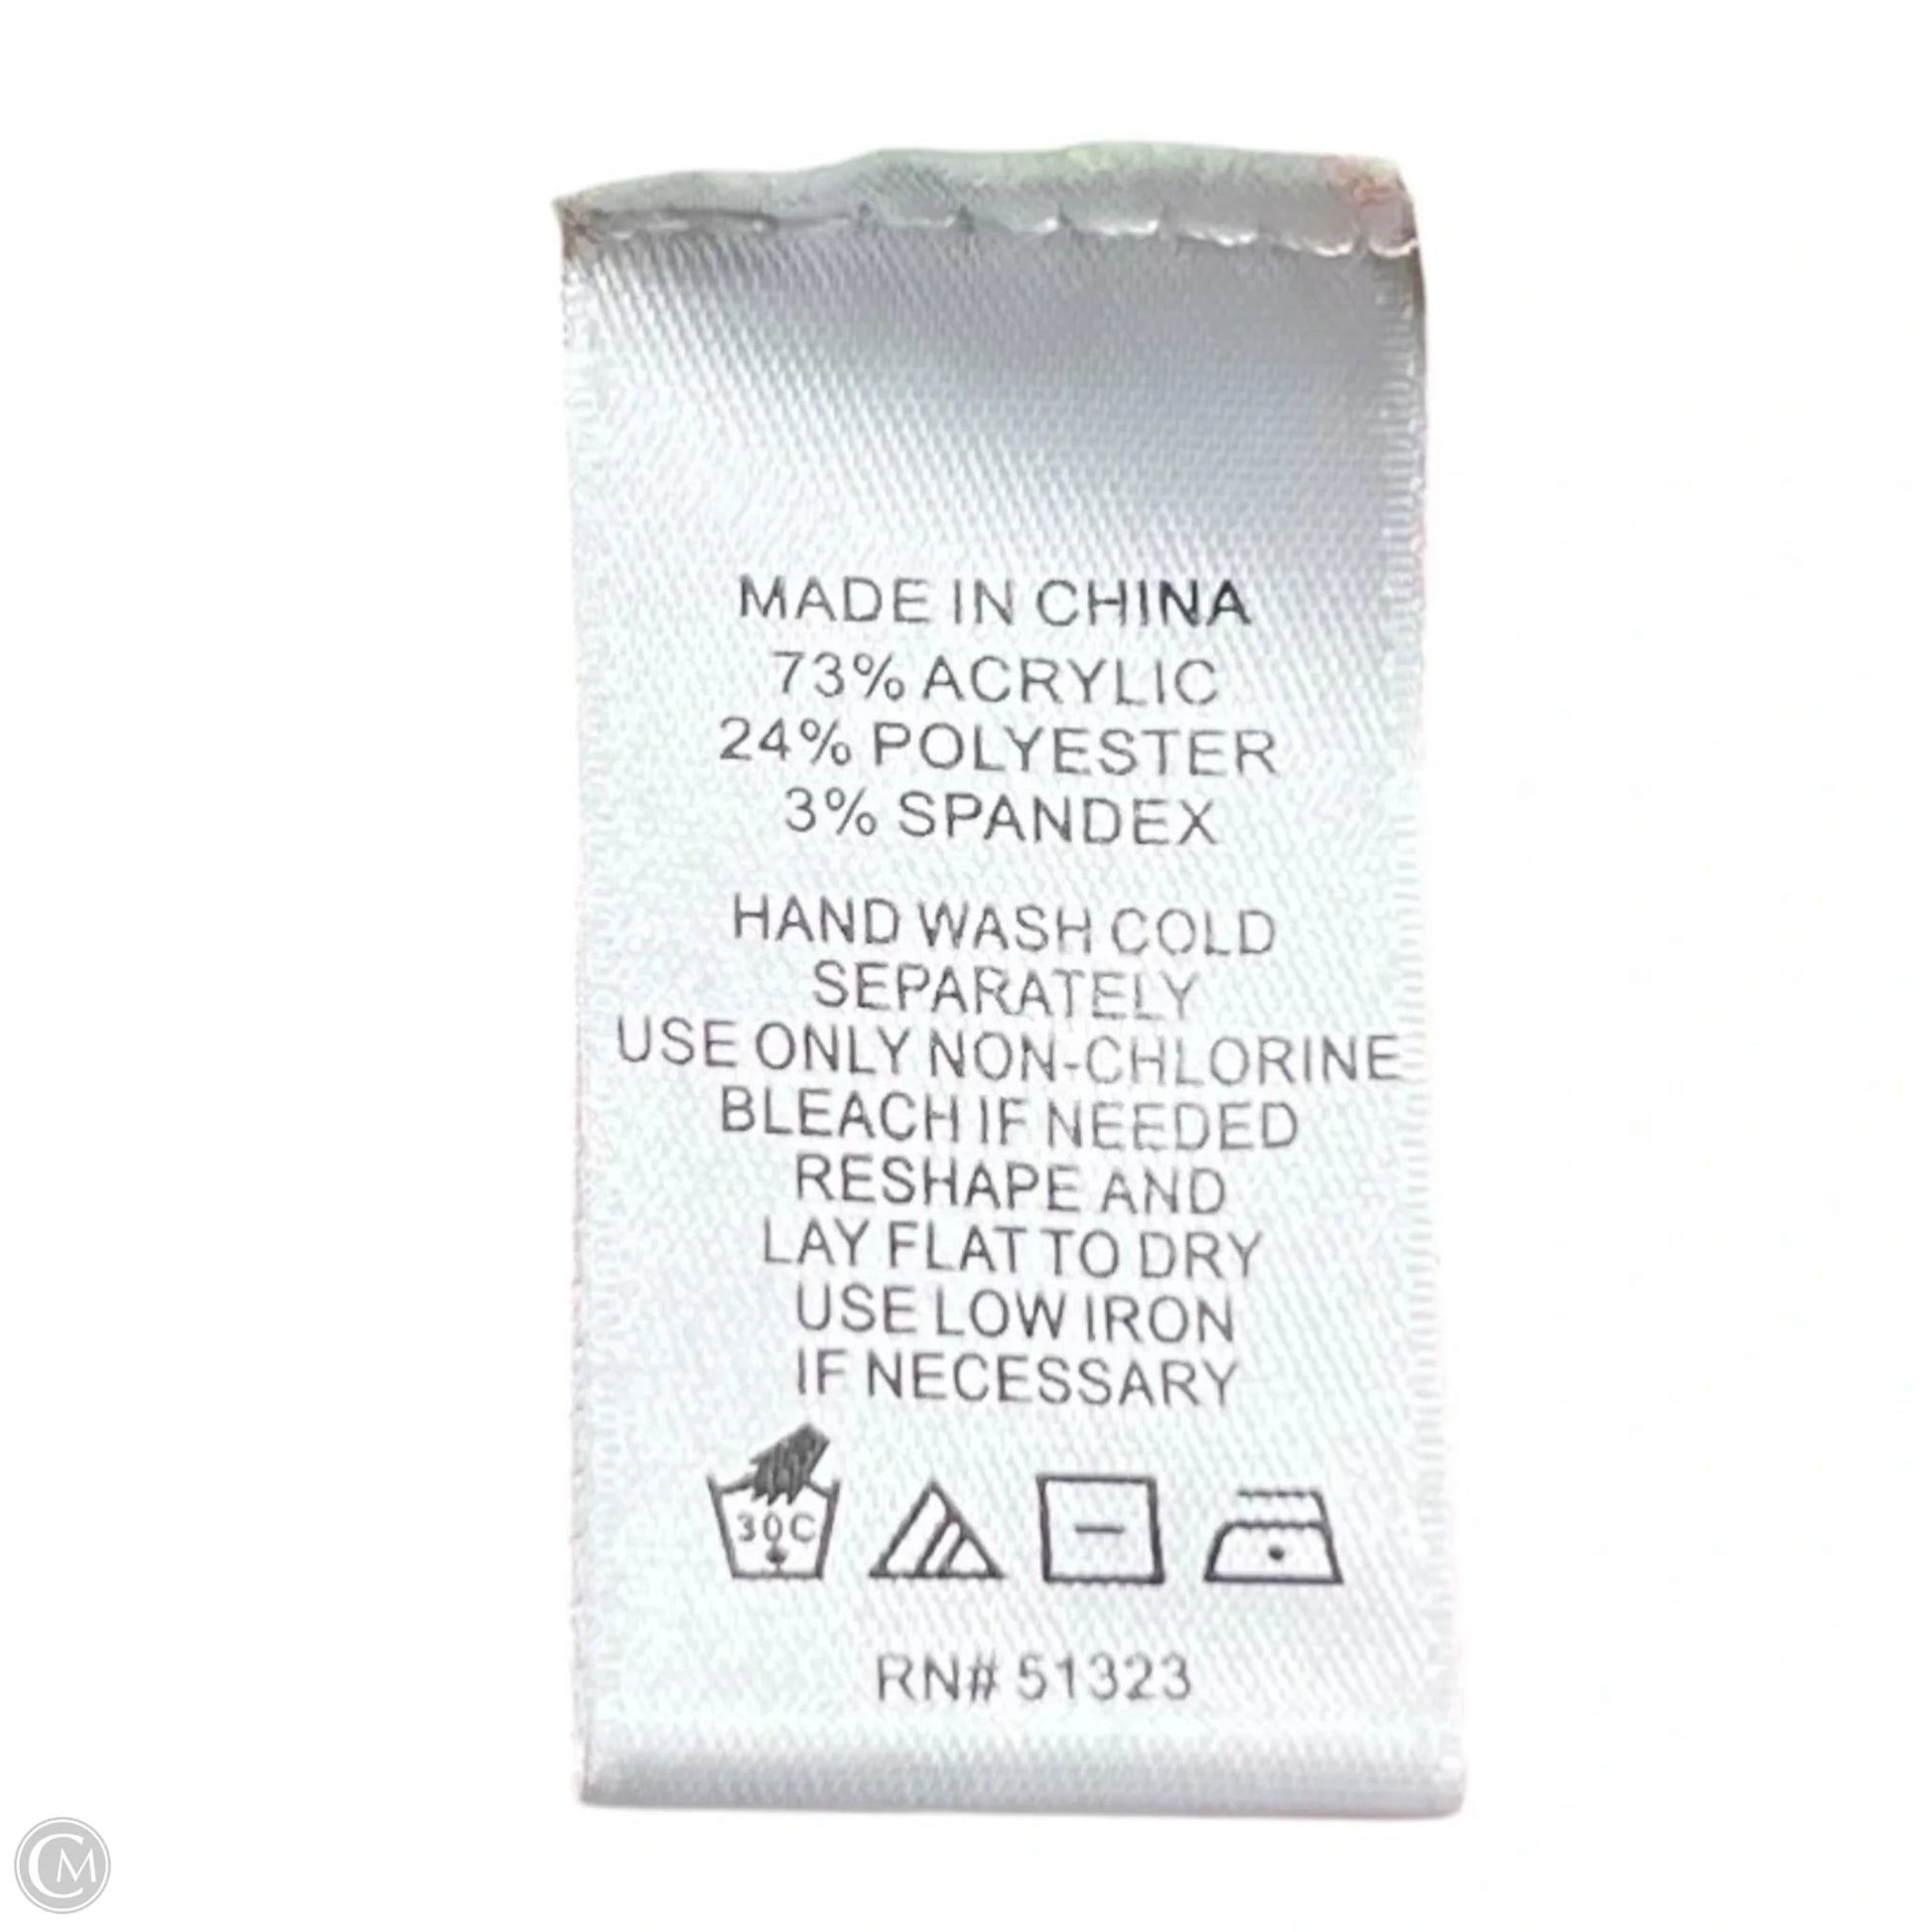 MADE IN CHINA
73% ACRYLIC
24% POLYESTER
3% SPANDEX
HAND WASH COLD
SEPARATELY
USE ONLY NON-CHLORINE
BLEACH IF NEEDED
RESHAPE AND
LAY FLAT TO DRY
USE LOW IRON
IF NECESSARY
30C
RN# 51323
CM